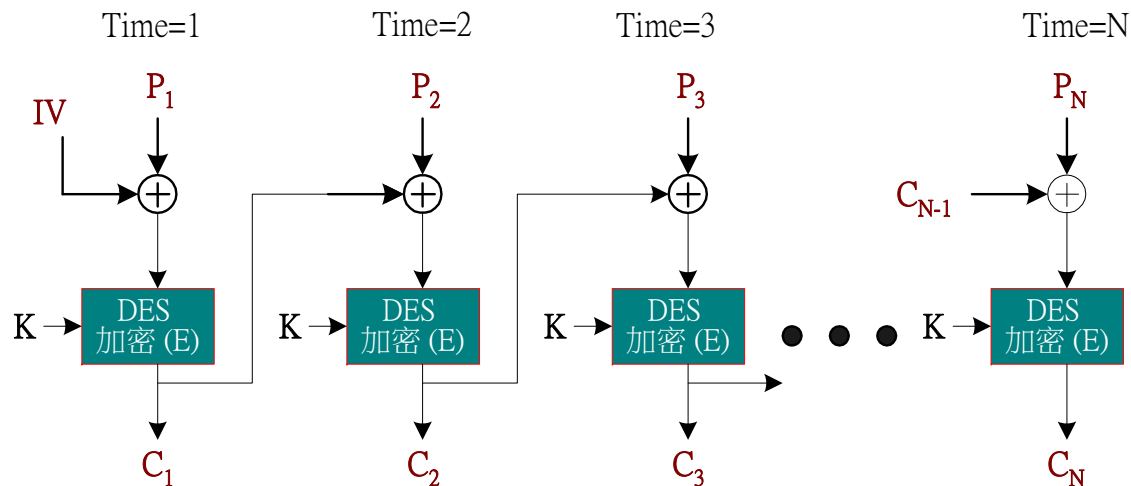 Time=1
Time=2
Time=3
Time=N
P1
P2
P3
PN
IV
CN-1
K
DES
加密 (E)
K
DES
加密 (E)
K
DES
加密 (E)
K
DES
加密 (E)
C1
C2
C3
CN